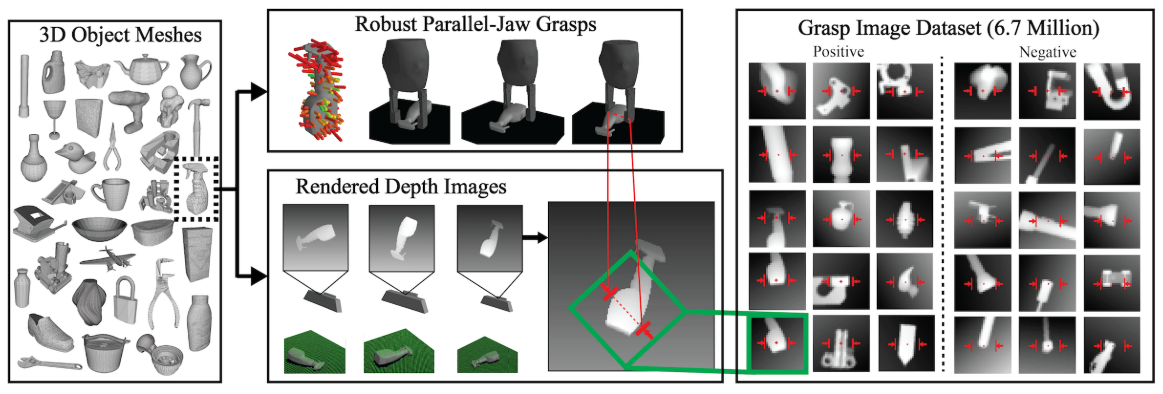 3D Object Meshes
Robust Parallel-Jaw Grasps
Rendered Depth Images
Grasp Image Dataset (6.7 Million)
Positive
Negative